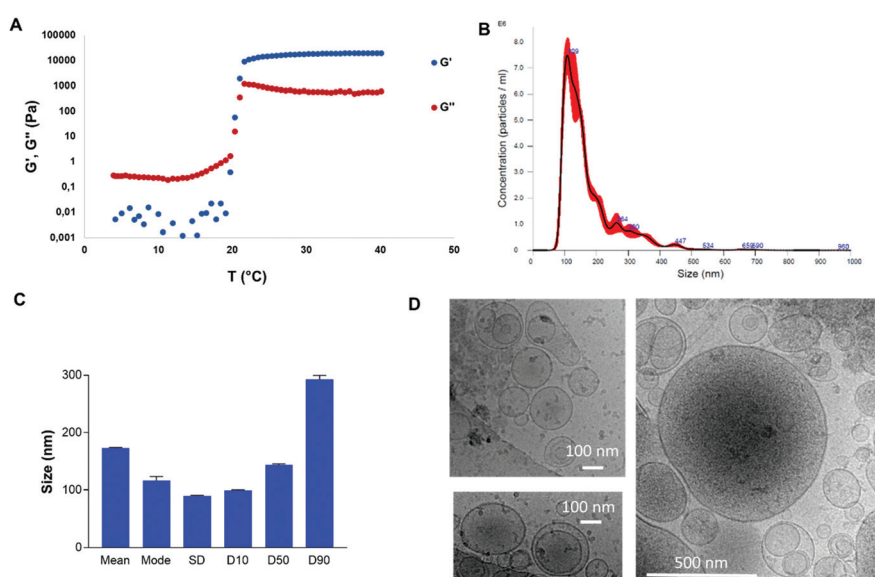 A
100000
10000
1000
100
10
1
0,1
0,01
0,001
G', G'' (Pa)
0
10
20
30
40
50
T (°C)
G'
G''
B
E6
8.0
7.0
6.0
5.0
4.0
3.0
2.0
1.0
0
Concentration (particles / ml)
447
534
960
0
100
200
300
400
500
600
700
800
900
1000
Size (nm)
C
300
200
100
0
Size (nm)
Mean
Mode
SD
D10
D50
D90
D
100 nm
100 nm
500 nm